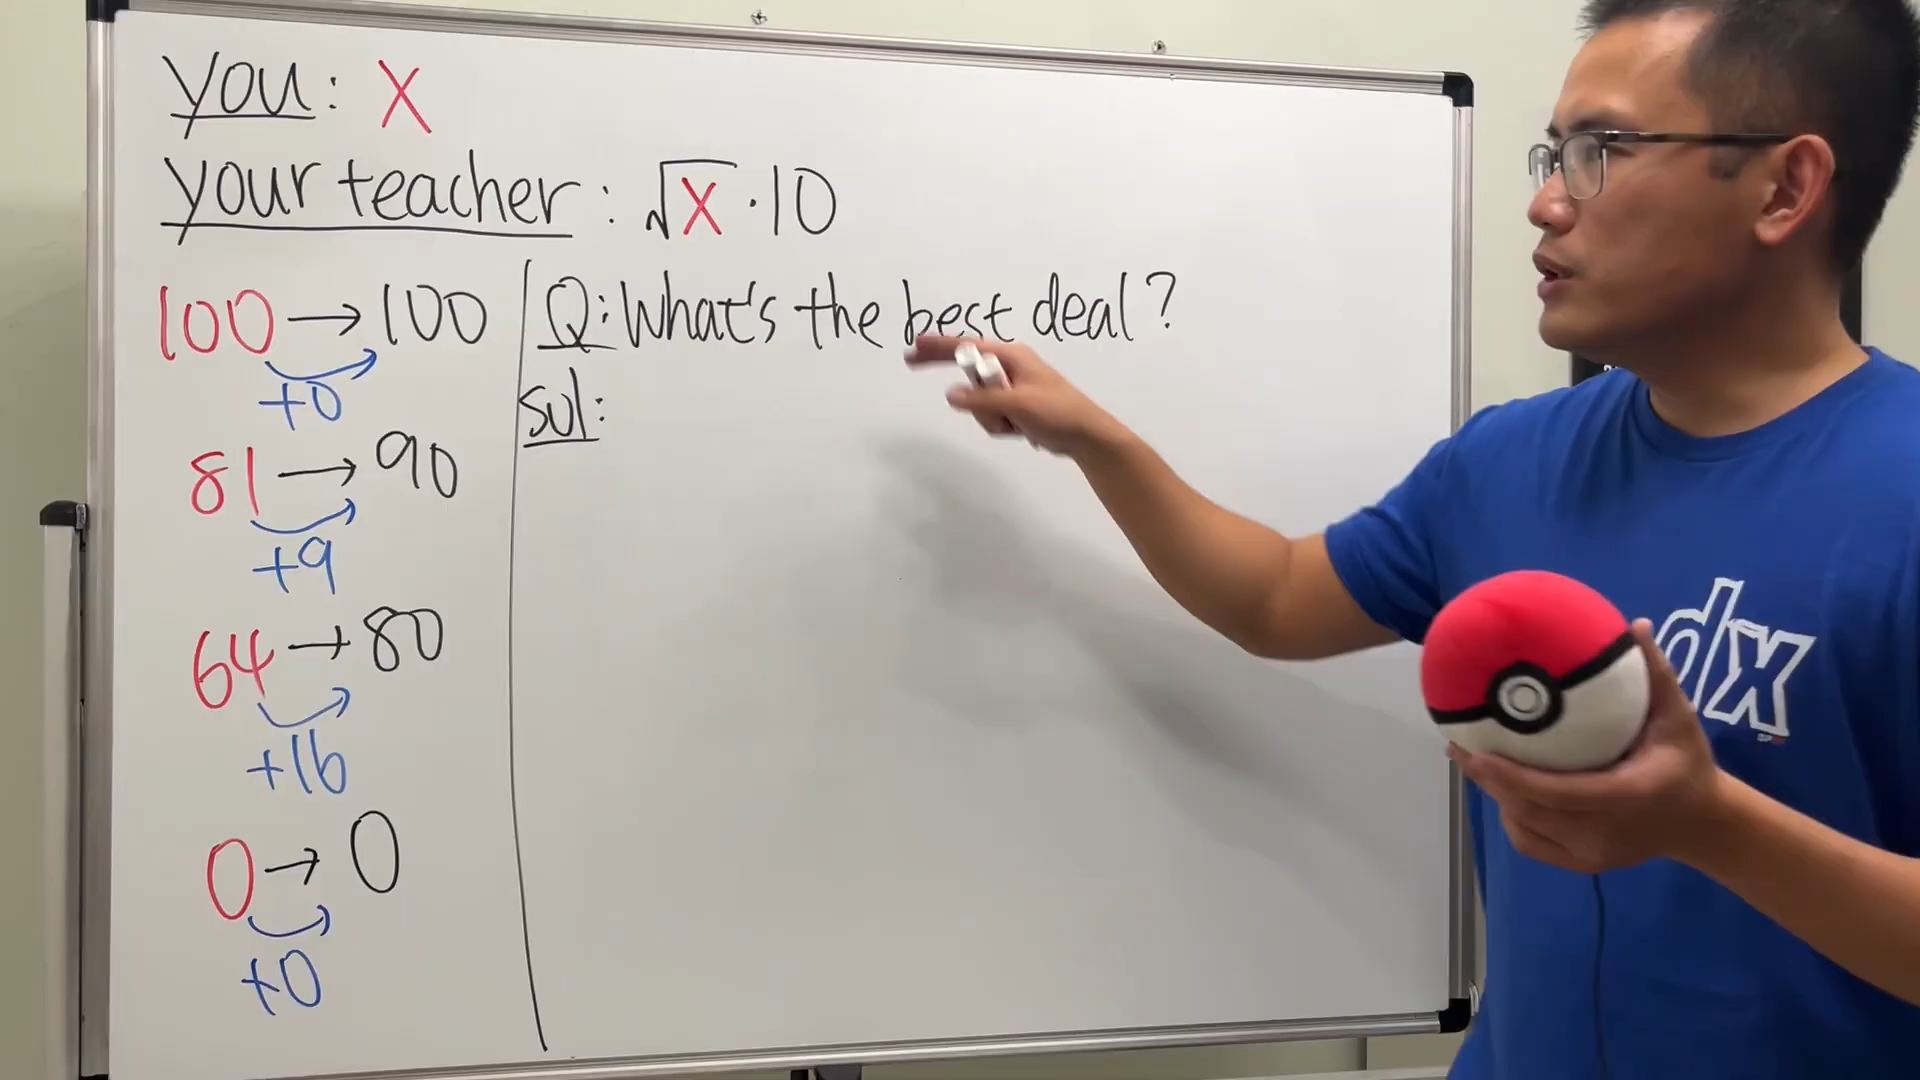 you: X
your teacher: √X · 10
100 → 100
+0
81 → 90
+9
64 → 80
+16
0 → 0
+0
Q: What's the best deal?
sol:
dx